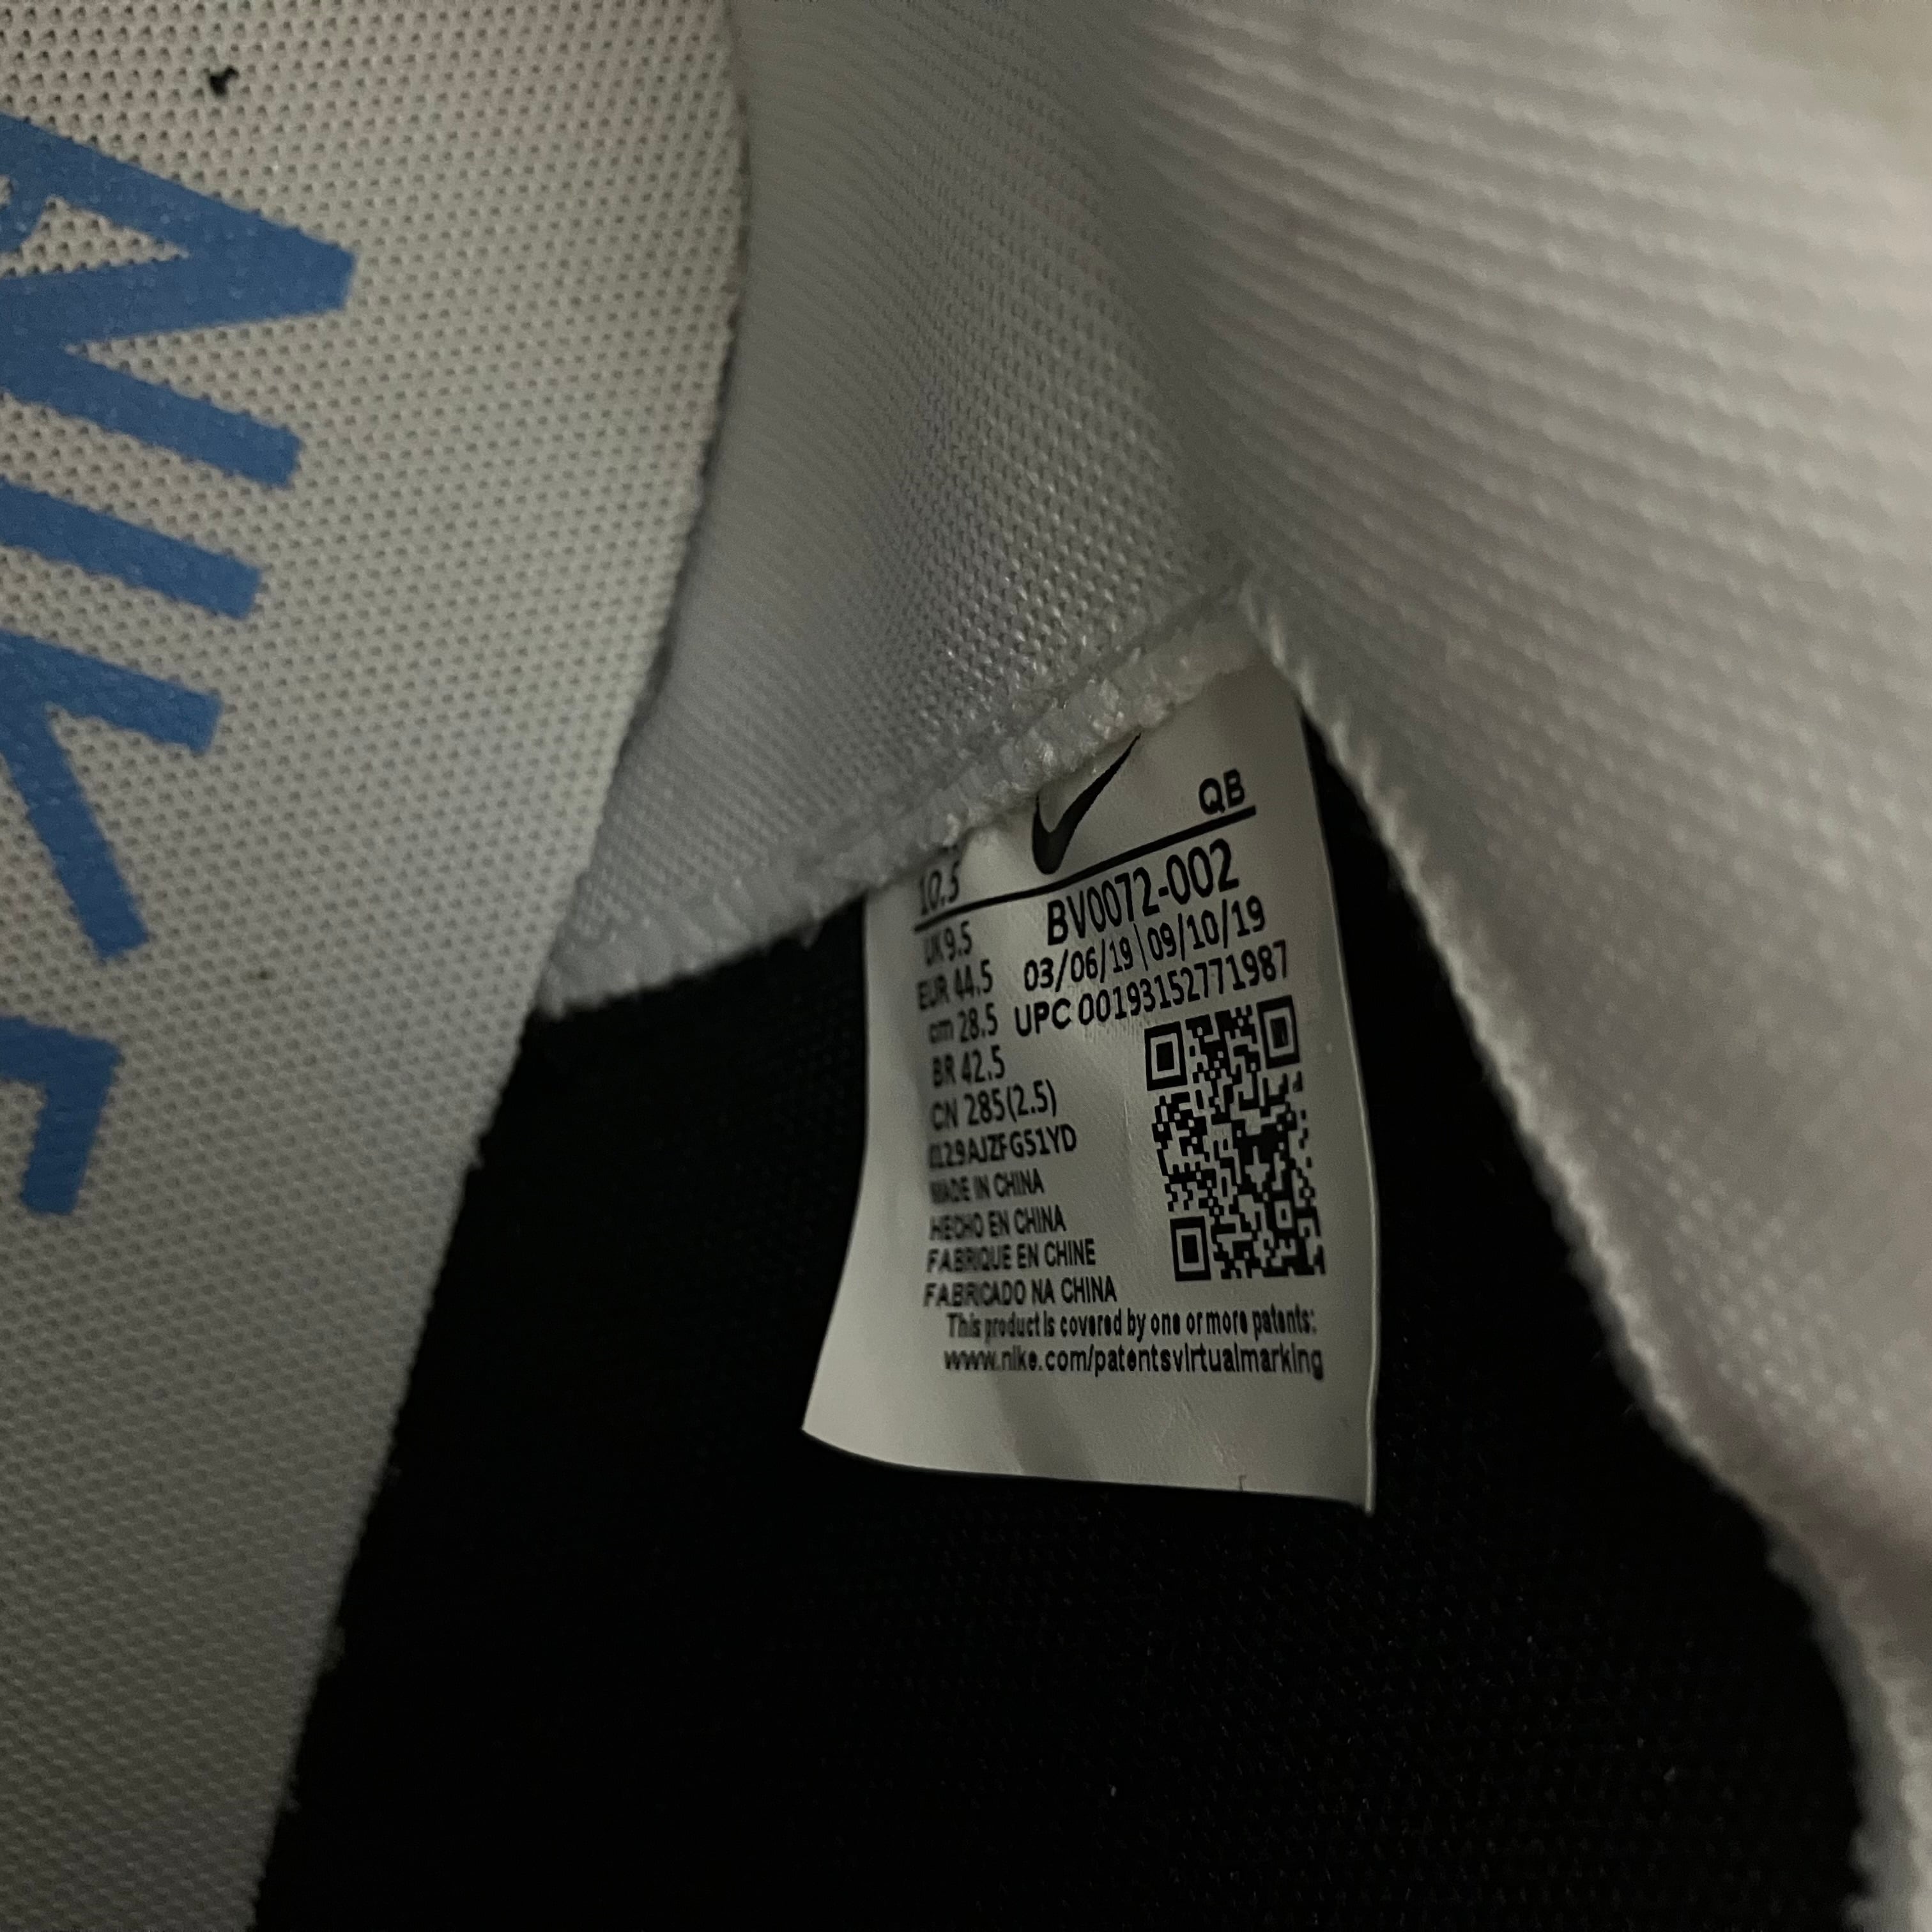 NIKE
QB
10.5
BV0072-002
UK 9.5
03/06/19\09/10/19
EUR 44.5
UPC 00193152771987
cm 28.5
BR 42.5
CN 285(2.5)
MADE IN CHINA
HECHO EN CHINA
FABRIQUE EN CHINE
FABRICADO NA CHINA
This product is covered by one or more patents:
www.nike.com/patentsvirtualmarking